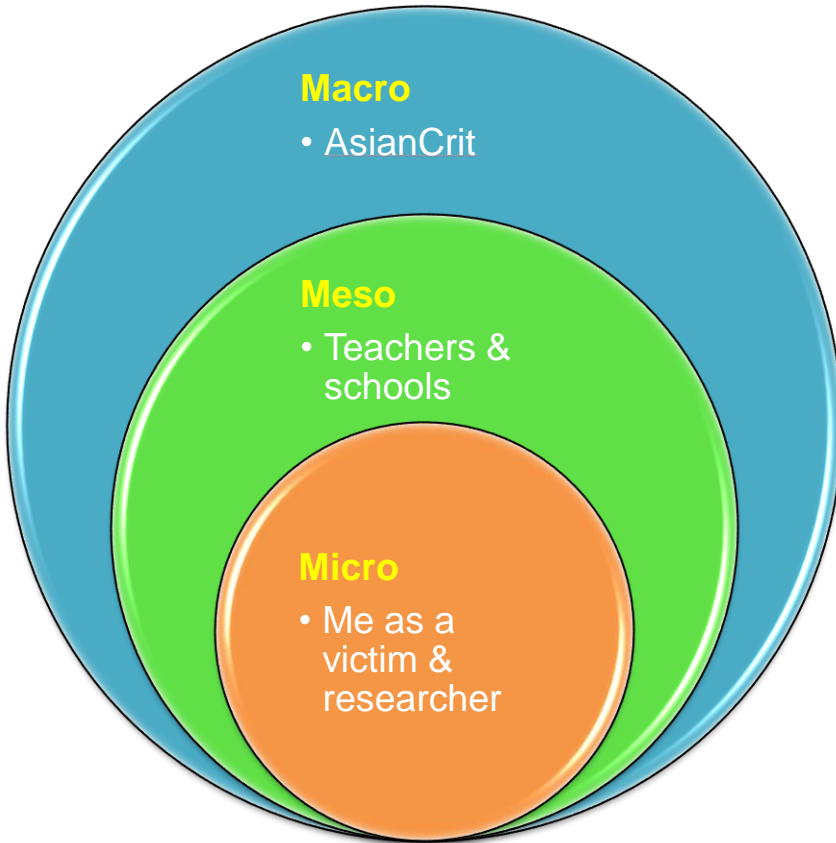 Macro
• AsianCrit
Meso
• Teachers &
schools
Micro
• Me as a
victim &
researcher